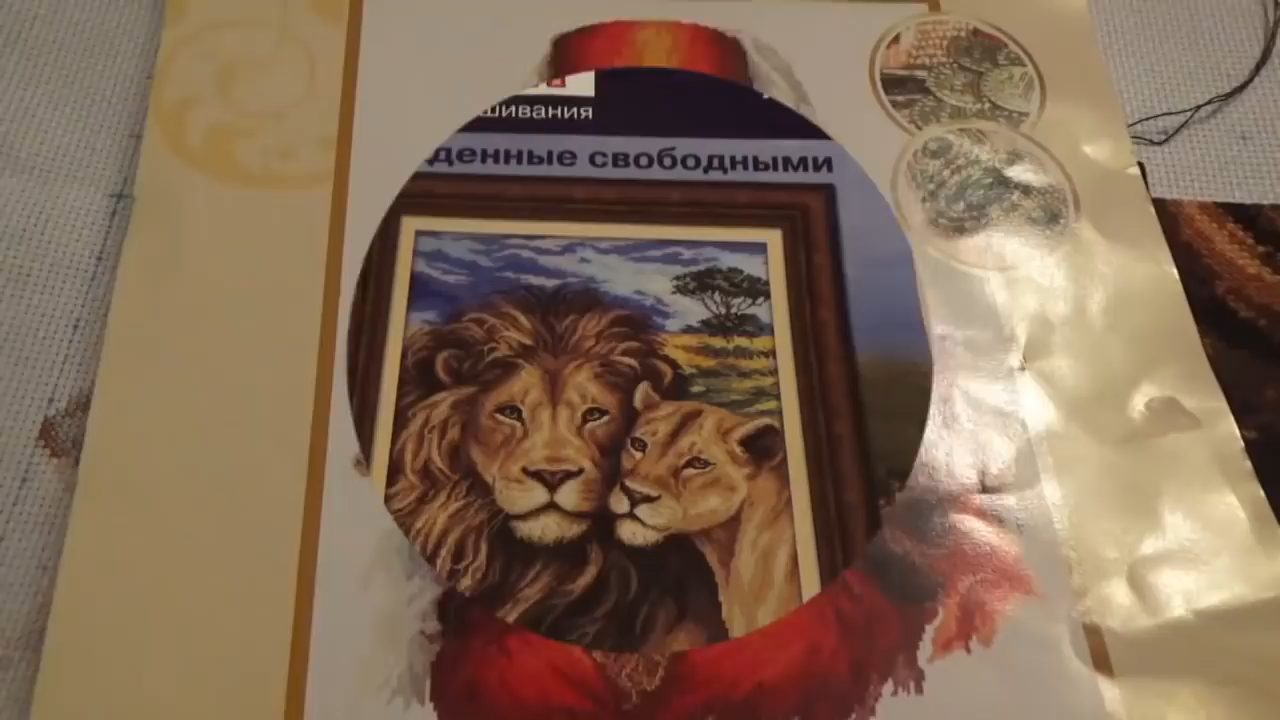 шивания
денные свободными